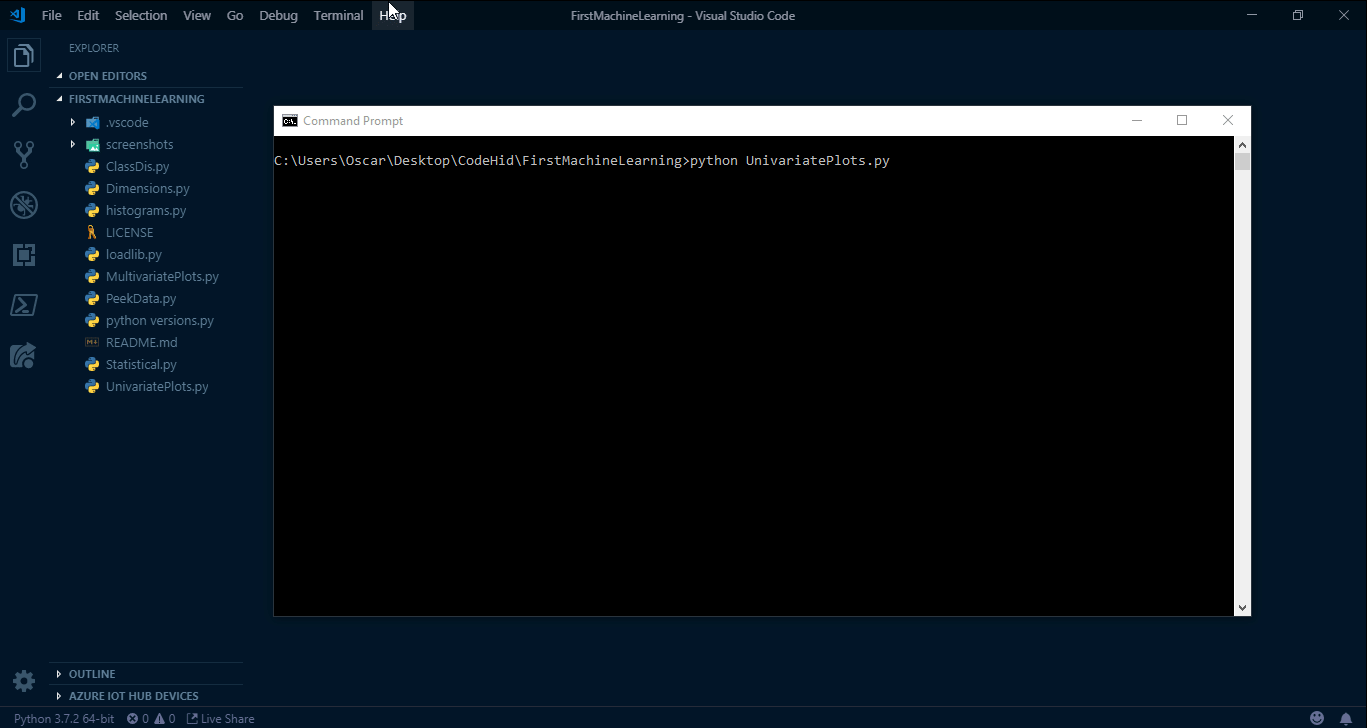 File Edit Selection View Go Debug Terminal Help FirstMachineLearning - Visual Studio Code
EXPLORER
OPEN EDITORS
FIRSTMACHINELEARNING
.vscode
screenshots
ClassDis.py
Dimensions.py
histograms.py
LICENSE
loadlib.py
MultivariatePlots.py
PeekData.py
python versions.py
README.md
Statistical.py
UnivariatePlots.py
Command Prompt
C:\Users\Oscar\Desktop\CodeHid\FirstMachineLearning>python UnivariatePlots.py
OUTLINE
AZURE IOT HUB DEVICES
Python 3.7.2 64-bit 0 0 Live Share